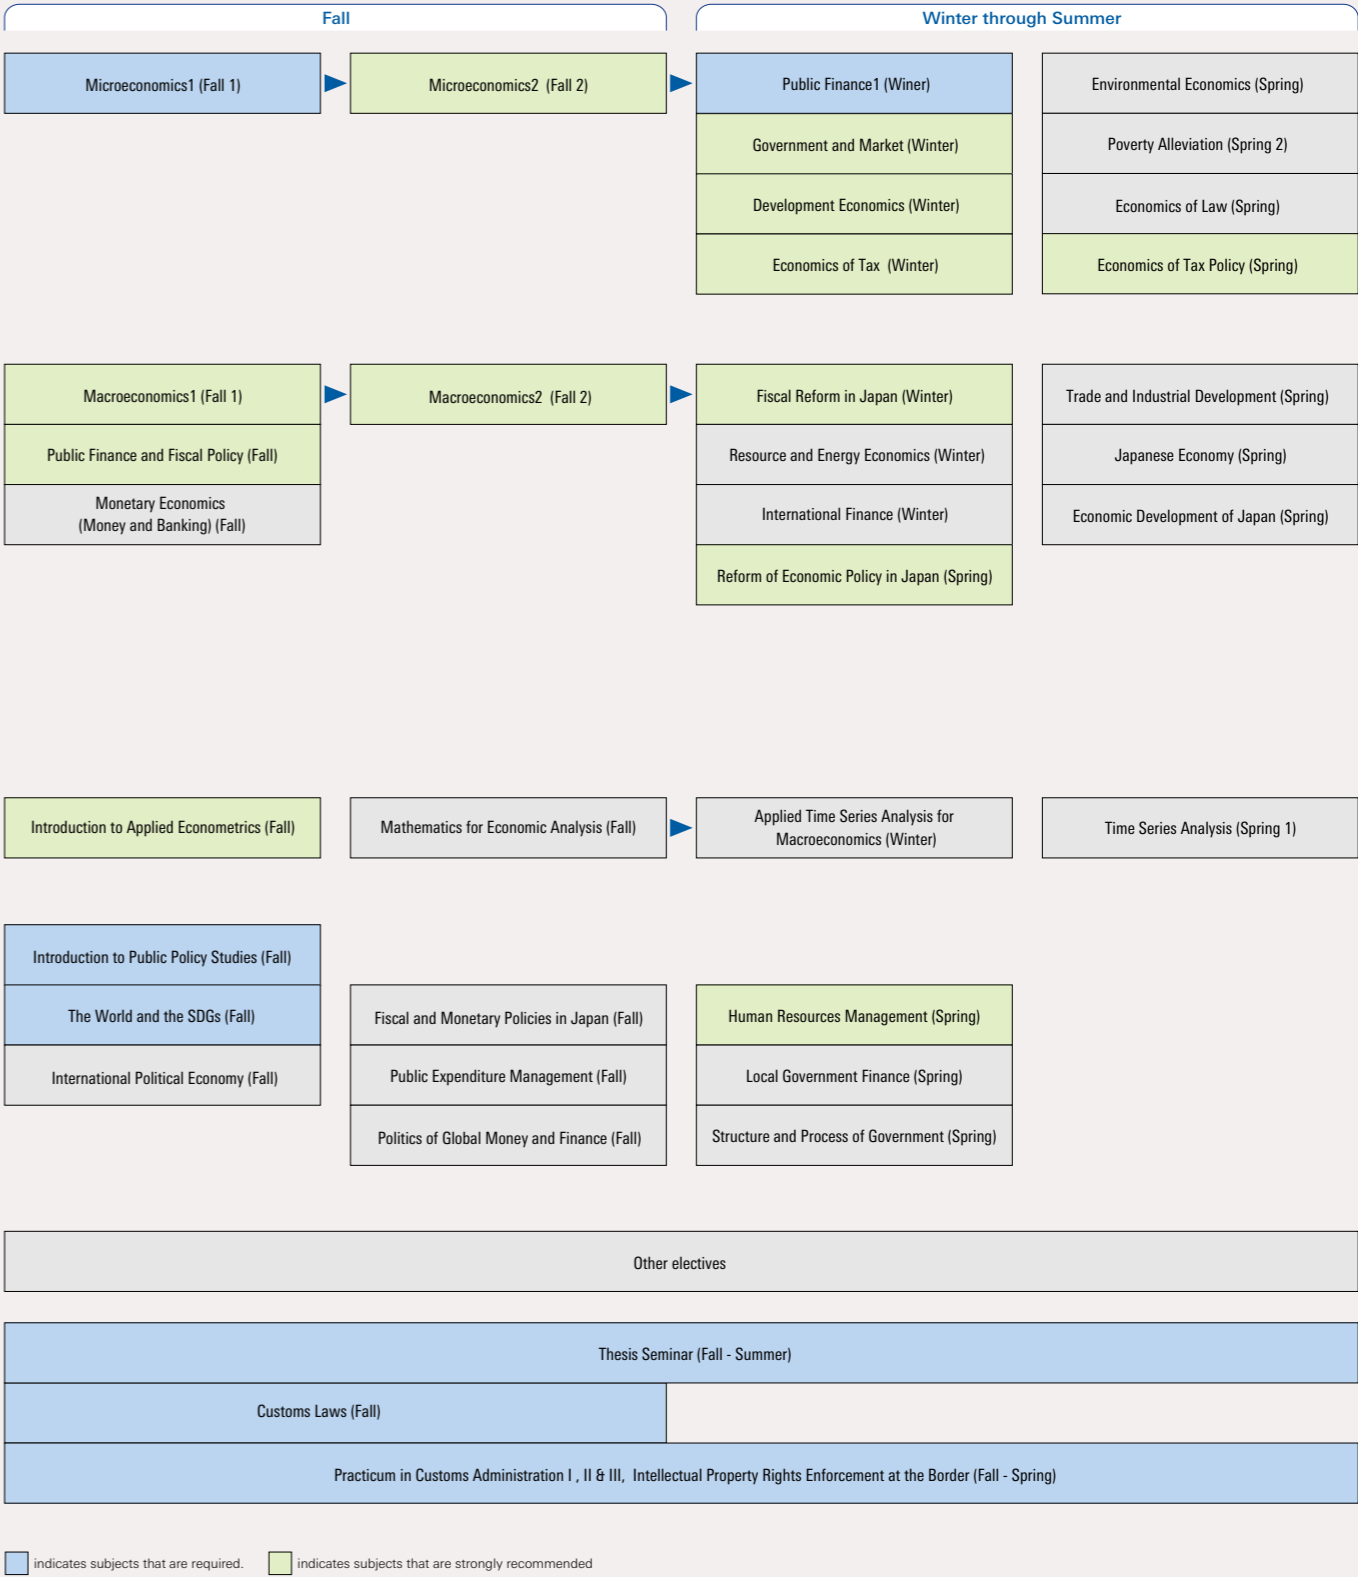 Fall
Winter through Summer
Microeconomics1 (Fall 1)
Microeconomics2 (Fall 2)
Public Finance1 (Winer)
Environmental Economics (Spring)
Government and Market (Winter)
Poverty Alleviation (Spring 2)
Development Economics (Winter)
Economics of Law (Spring)
Economics of Tax (Winter)
Economics of Tax Policy (Spring)
Macroeconomics1 (Fall 1)
Macroeconomics2 (Fall 2)
Fiscal Reform in Japan (Winter)
Trade and Industrial Development (Spring)
Public Finance and Fiscal Policy (Fall)
Resource and Energy Economics (Winter)
Japanese Economy (Spring)
Monetary Economics
(Money and Banking) (Fall)
International Finance (Winter)
Economic Development of Japan (Spring)
Reform of Economic Policy in Japan (Spring)
Introduction to Applied Econometrics (Fall)
Mathematics for Economic Analysis (Fall)
Applied Time Series Analysis for
Macroeconomics (Winter)
Time Series Analysis (Spring 1)
Introduction to Public Policy Studies (Fall)
The World and the SDGs (Fall)
Fiscal and Monetary Policies in Japan (Fall)
Human Resources Management (Spring)
International Political Economy (Fall)
Public Expenditure Management (Fall)
Local Government Finance (Spring)
Politics of Global Money and Finance (Fall)
Structure and Process of Government (Spring)
Other electives
Thesis Seminar (Fall - Summer)
Customs Laws (Fall)
Practicum in Customs Administration I , II & III, Intellectual Property Rights Enforcement at the Border (Fall - Spring)
indicates subjects that are required.
indicates subjects that are strongly recommended